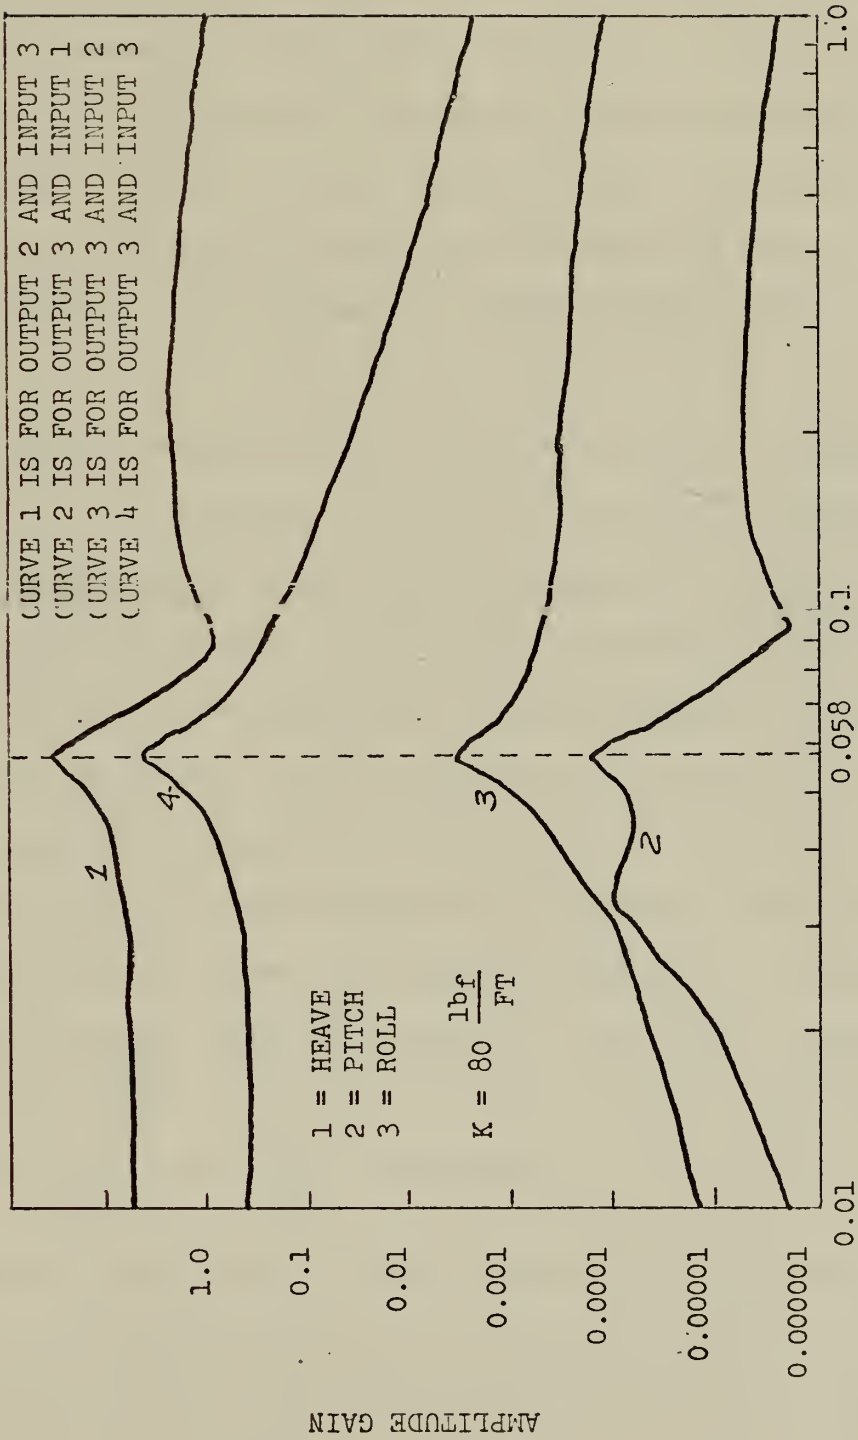 CURVE 1 IS FOR OUTPUT 2 AND INPUT 3
CURVE 2 IS FOR OUTPUT 3 AND INPUT 1
CURVE 3 IS FOR OUTPUT 3 AND INPUT 2
CURVE 4 IS FOR OUTPUT 3 AND INPUT 3
1
4
3
2
1 = HEAVE
2 = PITCH
3 = ROLL
K = 80 lbf
FT
AMPLITUDE GAIN
1.0
0.1
0.01
0.001
0.0001
0.00001
0.000001
0.01
0.058
0.1
1.0